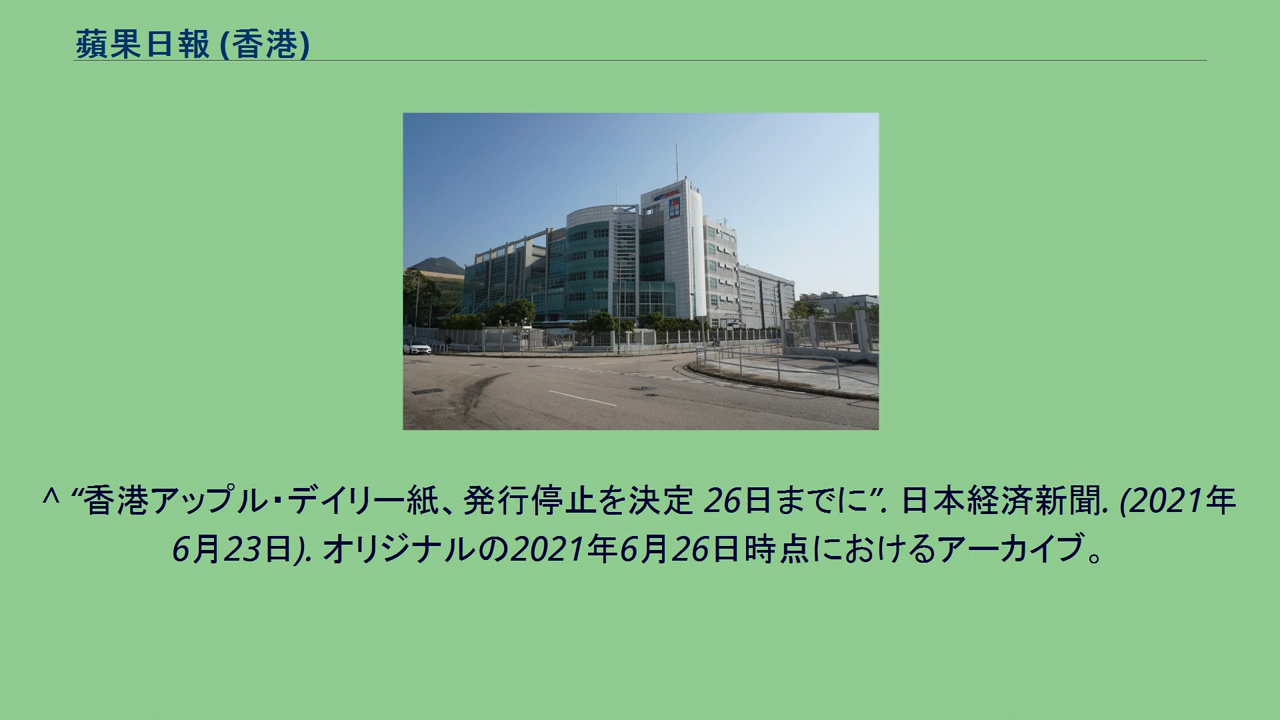 蘋果日報 (香港)
^ “香港アップル・デイリー紙、発行停止を決定 26日までに”. 日本経済新聞. (2021年
6月23日). オリジナルの2021年6月26日時点におけるアーカイブ。